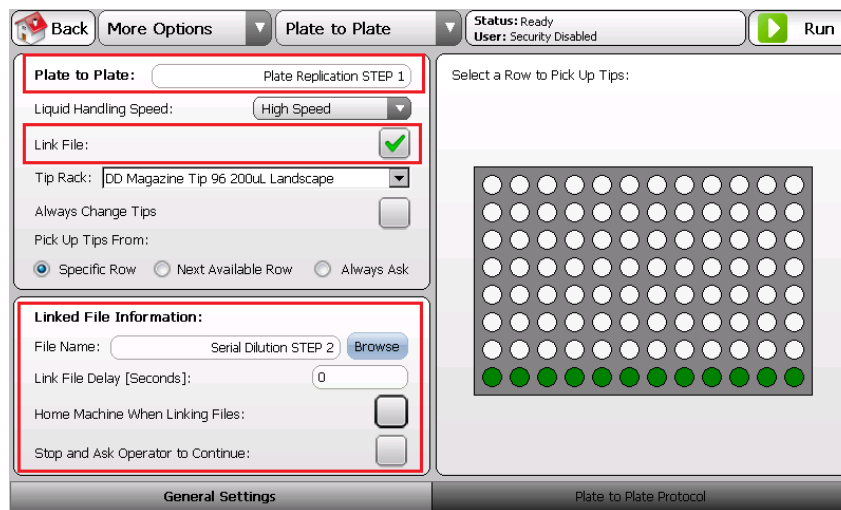 Back
More Options
Plate to Plate
Status: Ready
User: Security Disabled
Run
Plate to Plate: Plate Replication STEP 1
Liquid Handling Speed: High Speed
Link File:
Tip Rack: DD Magazine Tip 96 200uL Landscape
Always Change Tips
Pick Up Tips From:
Specific Row Next Available Row Always Ask
Linked File Information:
File Name: Serial Dilution STEP 2 Browse
Link File Delay [Seconds]: 0
Home Machine When Linking Files:
Stop and Ask Operator to Continue:
Select a Row to Pick Up Tips:
General Settings
Plate to Plate Protocol